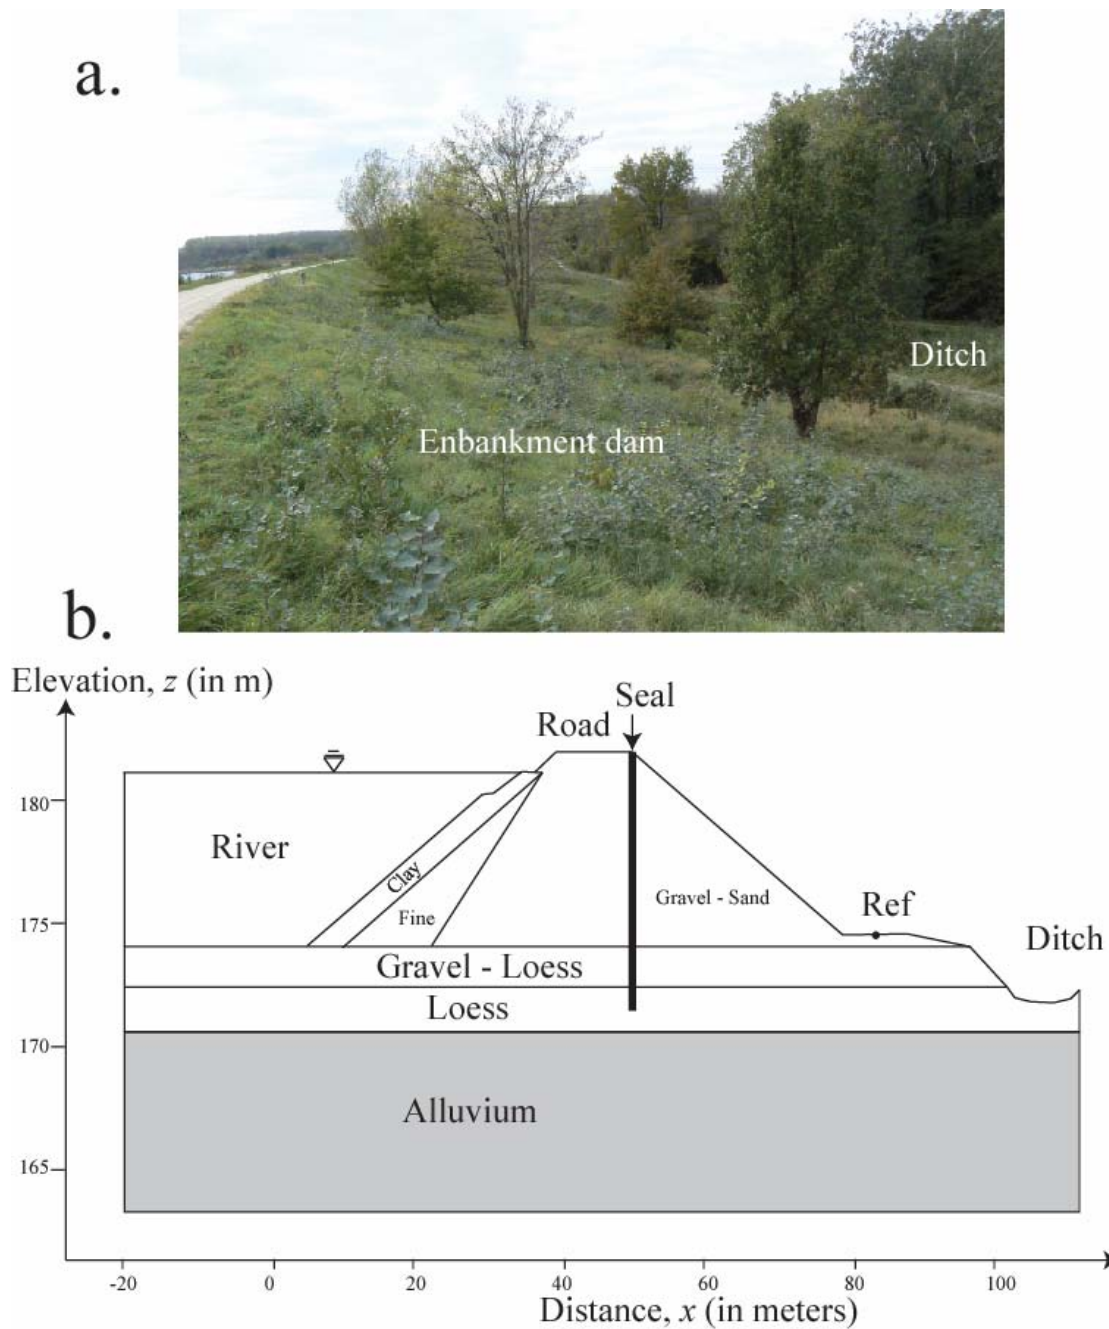 a.
Ditch
Enbankment dam
b.
Elevation, z (in m)
Seal
Road
180
River
Clay
Fine
Gravel - Sand
175
Ref
Ditch
Gravel - Loess
Loess
170
Alluvium
165
-20 0 20 40 60 80 100
Distance, x (in meters)